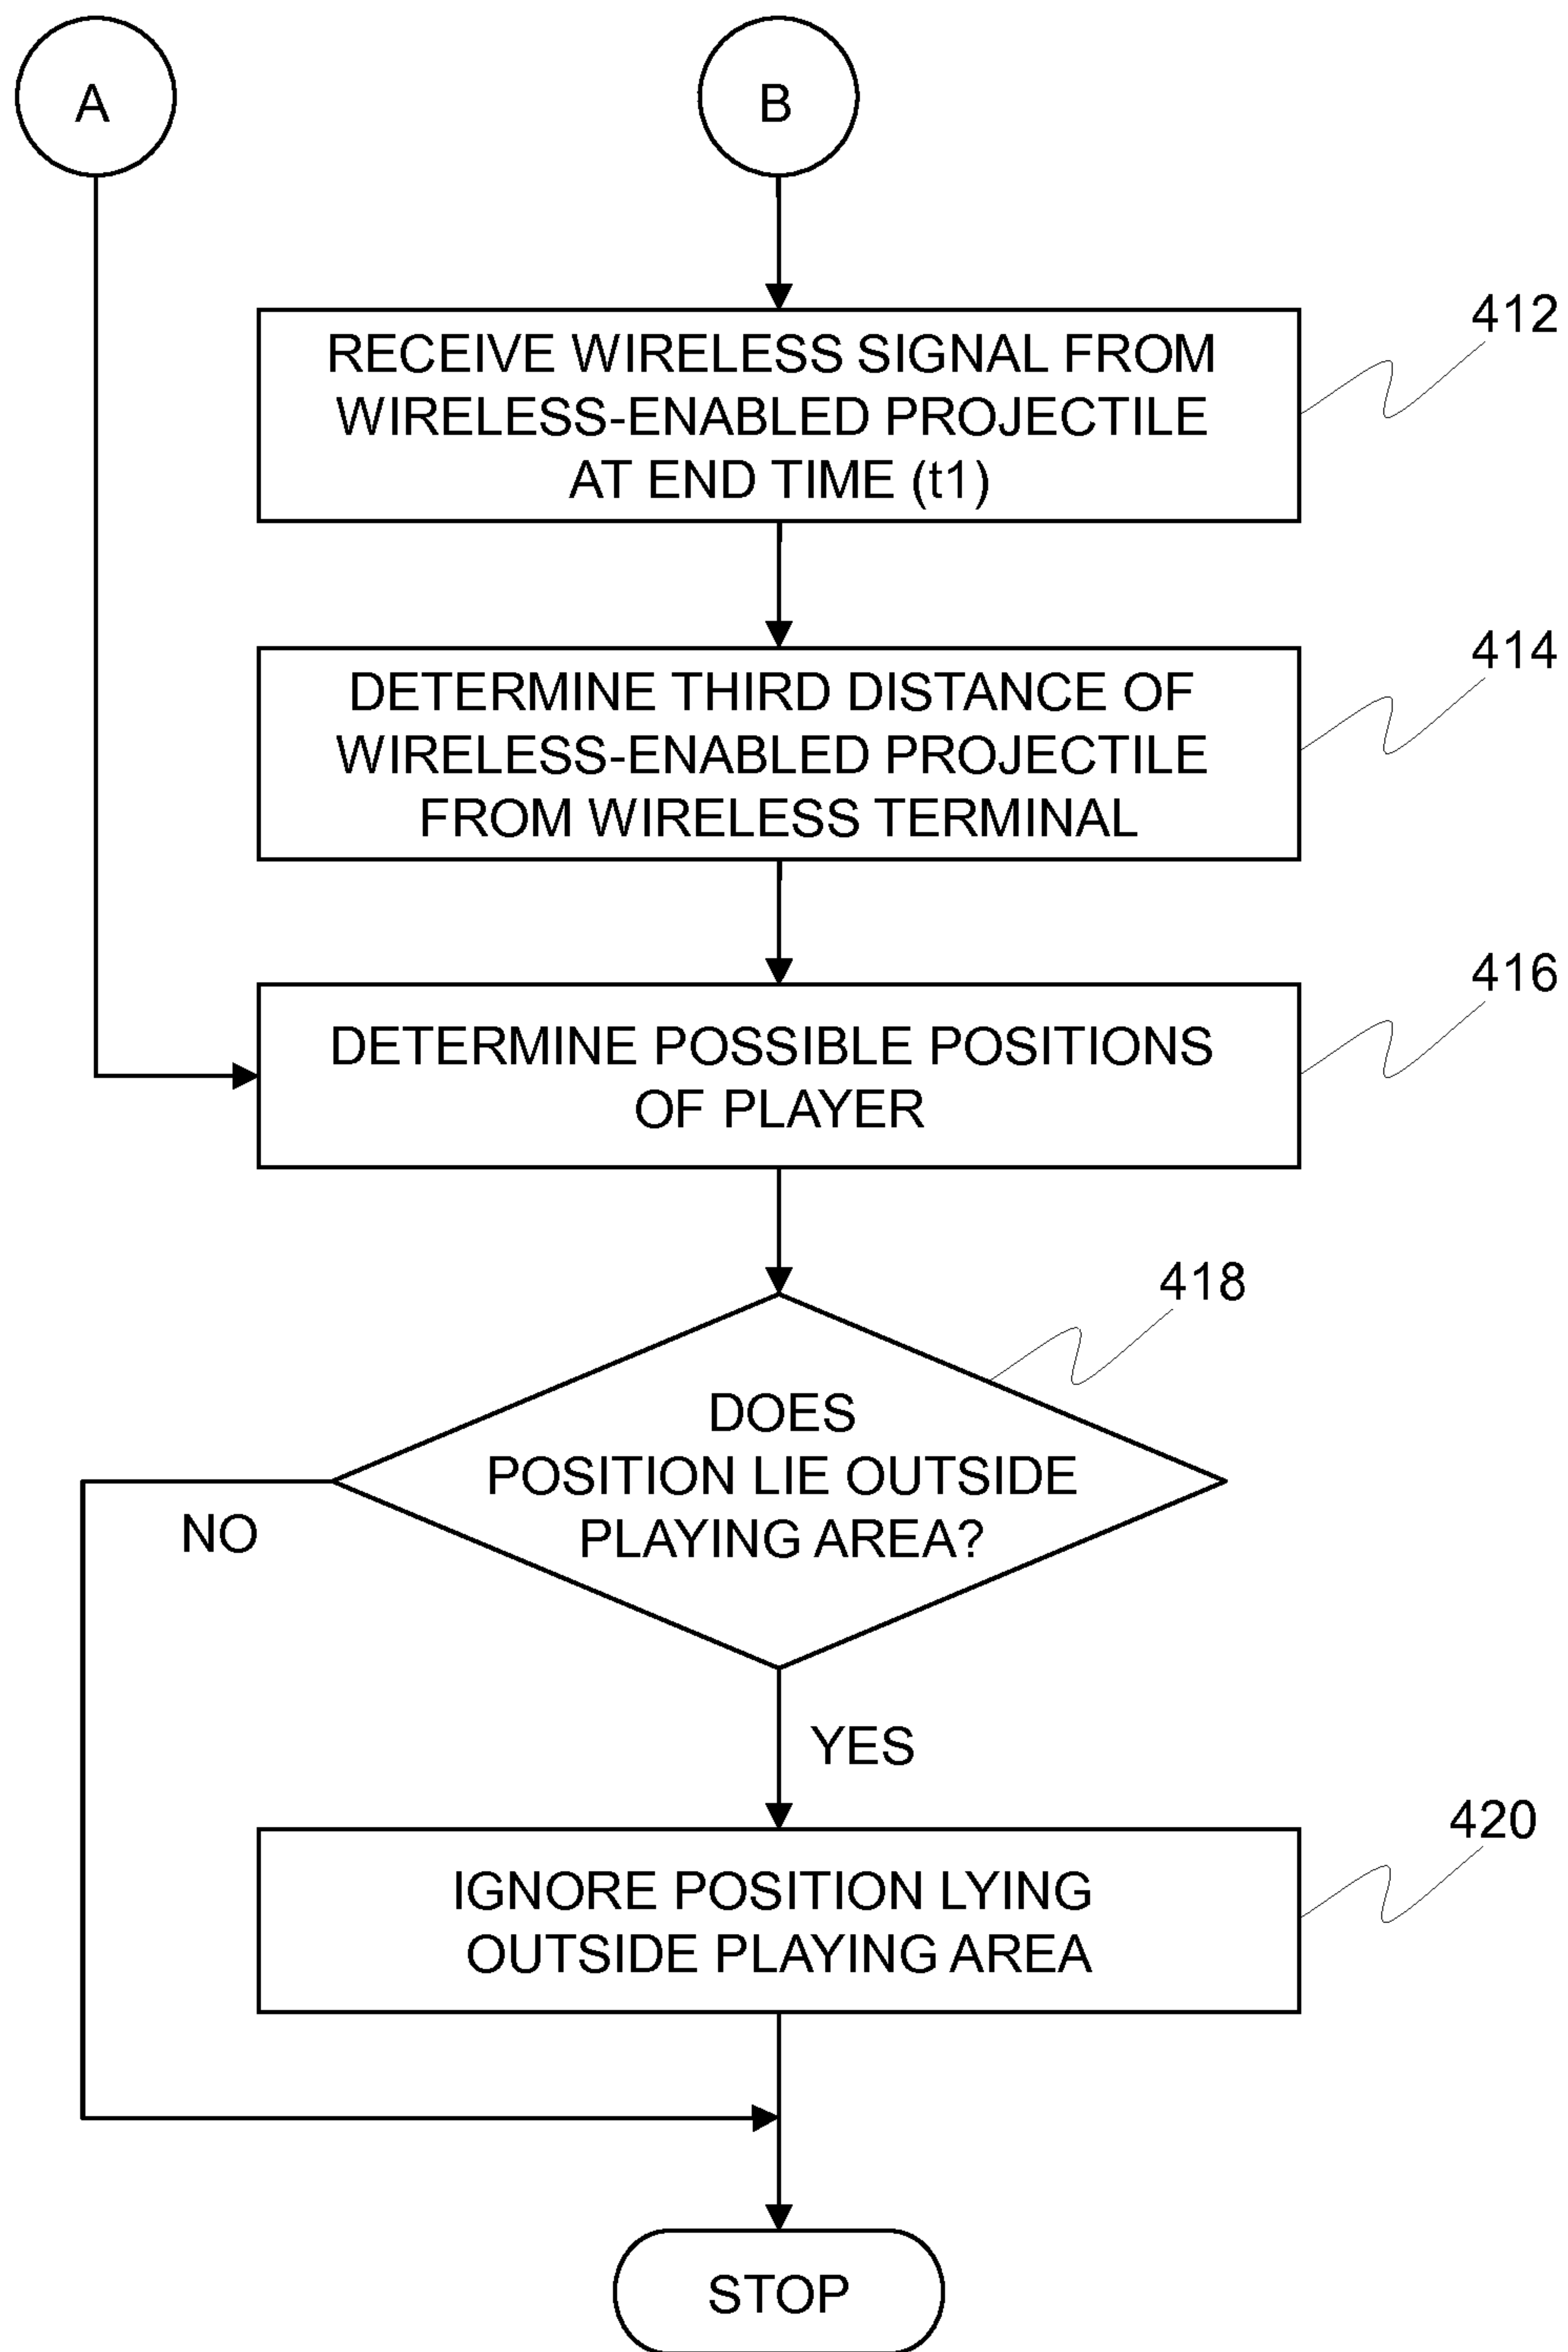 A
B
412
RECEIVE WIRELESS SIGNAL FROM
WIRELESS-ENABLED PROJECTILE
AT END TIME (t1)
414
DETERMINE THIRD DISTANCE OF
WIRELESS-ENABLED PROJECTILE
FROM WIRELESS TERMINAL
416
DETERMINE POSSIBLE POSITIONS
OF PLAYER
418
DOES
POSITION LIE OUTSIDE
PLAYING AREA?
NO
YES
420
IGNORE POSITION LYING
OUTSIDE PLAYING AREA
STOP